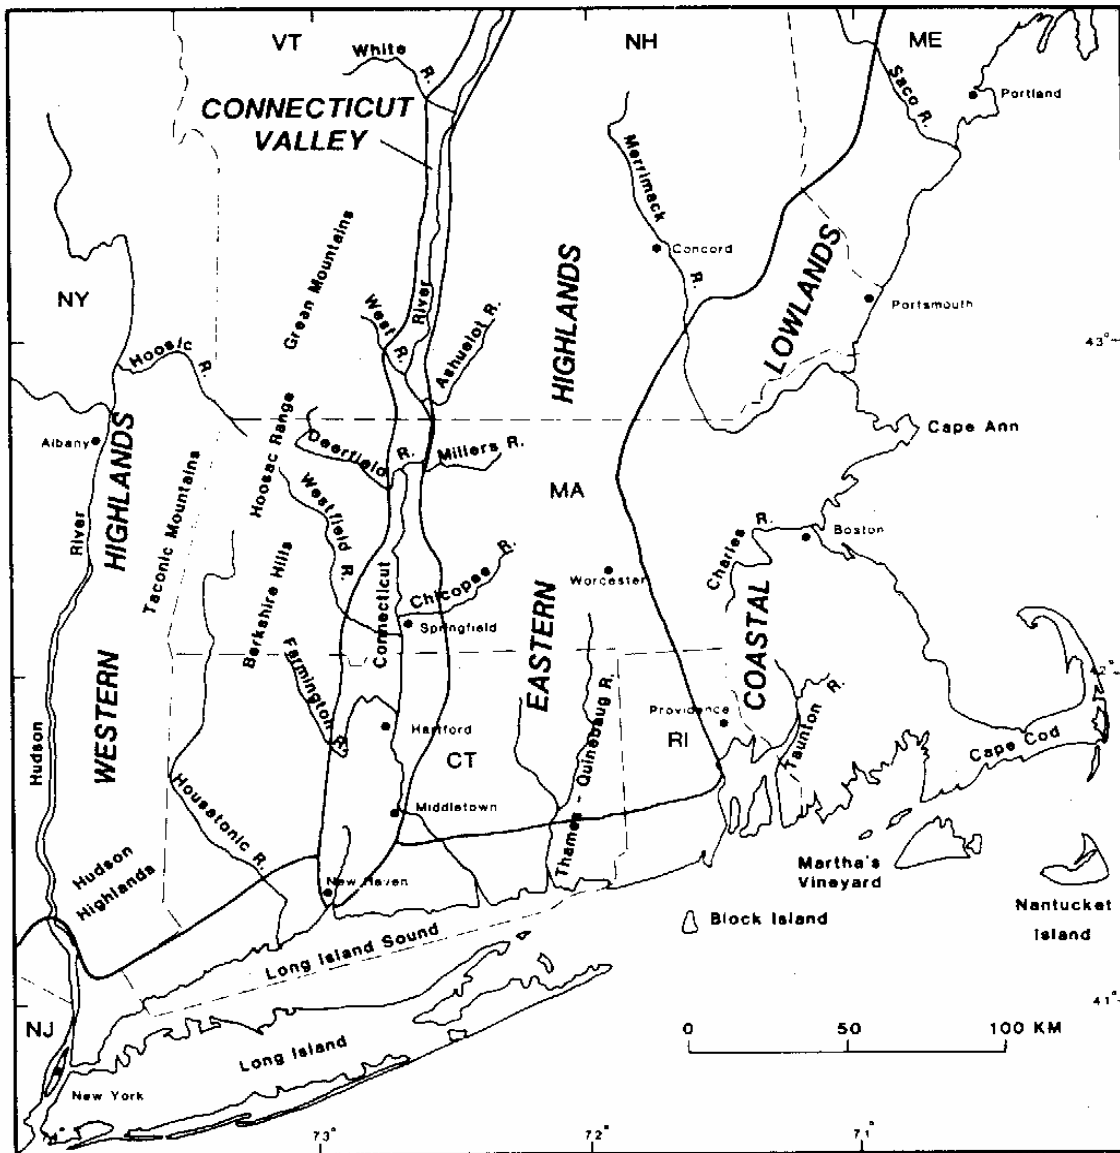 VT
NH
ME
White R.
CONNECTICUT
VALLEY
Saco R.
Portland
Merrimack R.
Concord
Green Mountains
HIGHLANDS
LOWLANDS
NY
West R.
River
Ashuelot R.
Portsmouth
43°
Hoosic R.
Albany
HIGHLANDS
Hoosac Range
Deerfield R.
Millers R.
Cape Ann
Taconic Mountains
Westfield R.
MA
River
Charles R.
Boston
Berkshire Hills
Connecticut
Chicopee R.
Worcester
Springfield
COASTAL
WESTERN
Farmington R.
EASTERN
42°
Hudson
Hartford
Thames - Quinebaug R.
Providence
RI
Taunton R.
CT
Cape Cod
Housatonic R.
Middletown
Hudson
Highlands
New Haven
Martha's
Vineyard
Block Island
Nantucket
Island
Long Island Sound
41°
NJ
Long Island
0 50 100 KM
New York
74°
73°
72°
71°